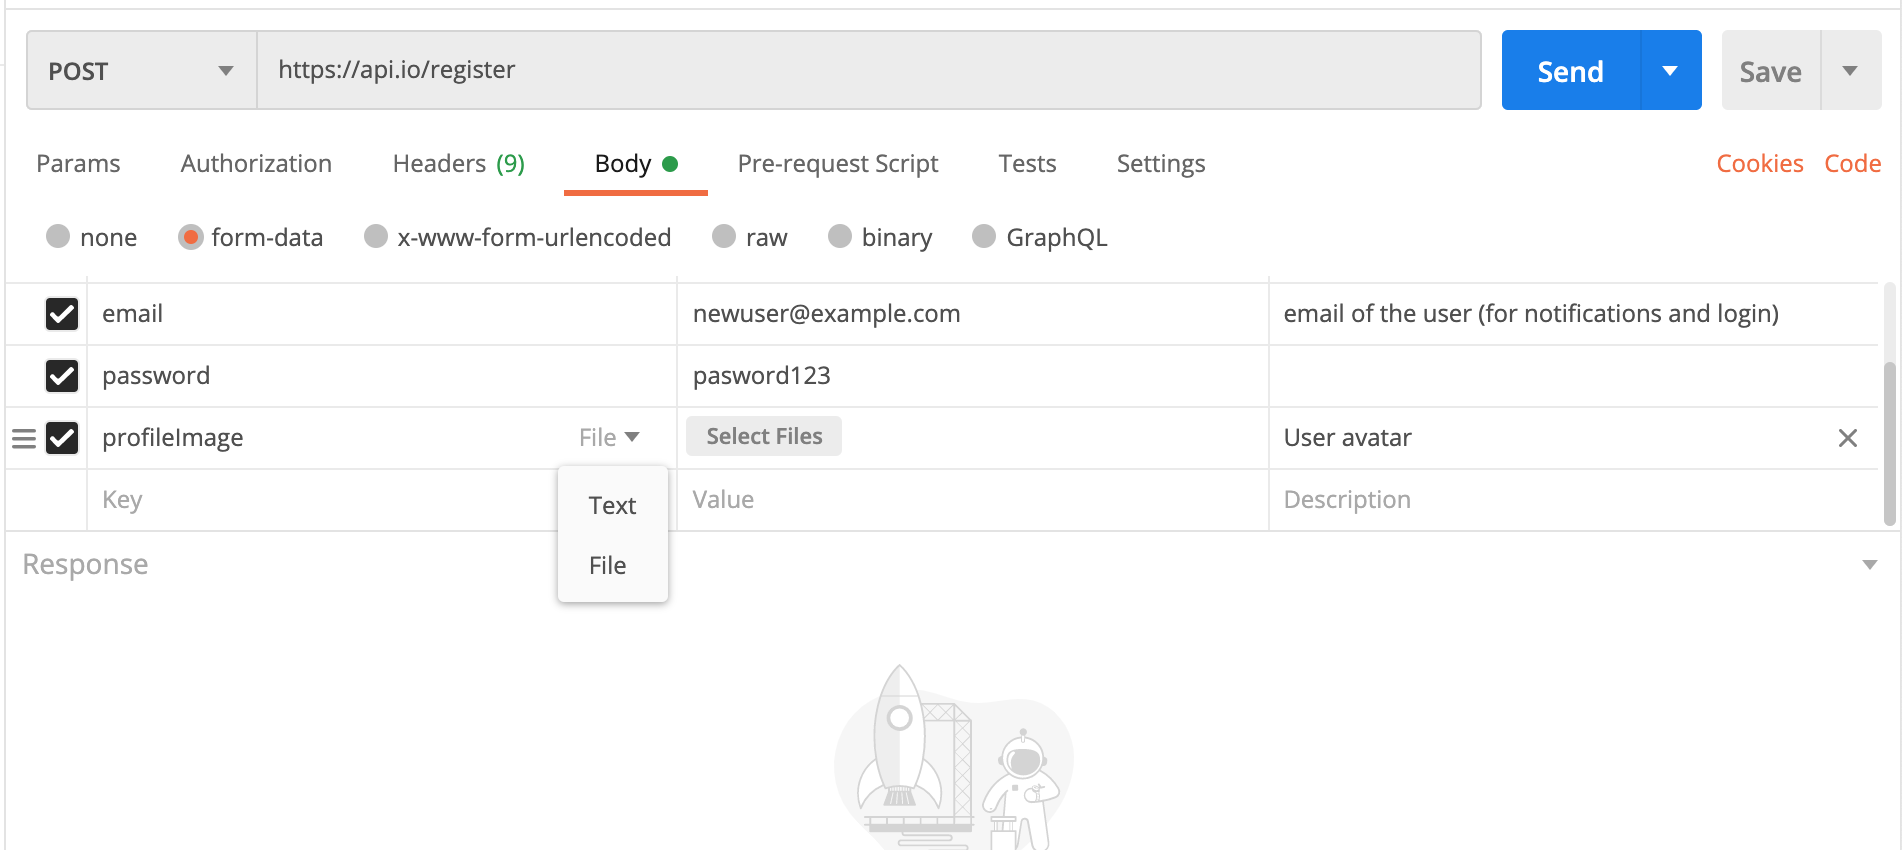 POST https://api.io/register Send Save
Params Authorization Headers (9) Body Pre-request Script Tests Settings Cookies Code
none form-data x-www-form-urlencoded raw binary GraphQL
email newuser@example.com email of the user (for notifications and login)
password pasword123
profileImage File Select Files User avatar
Key Text Value Description
File
Response